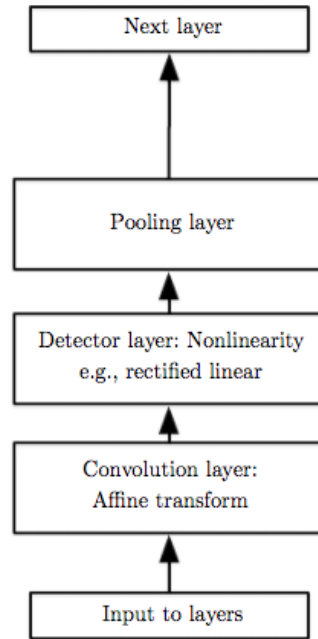 Next layer
Pooling layer
Detector layer: Nonlinearity
e.g., rectified linear
Convolution layer:
Affine transform
Input to layers